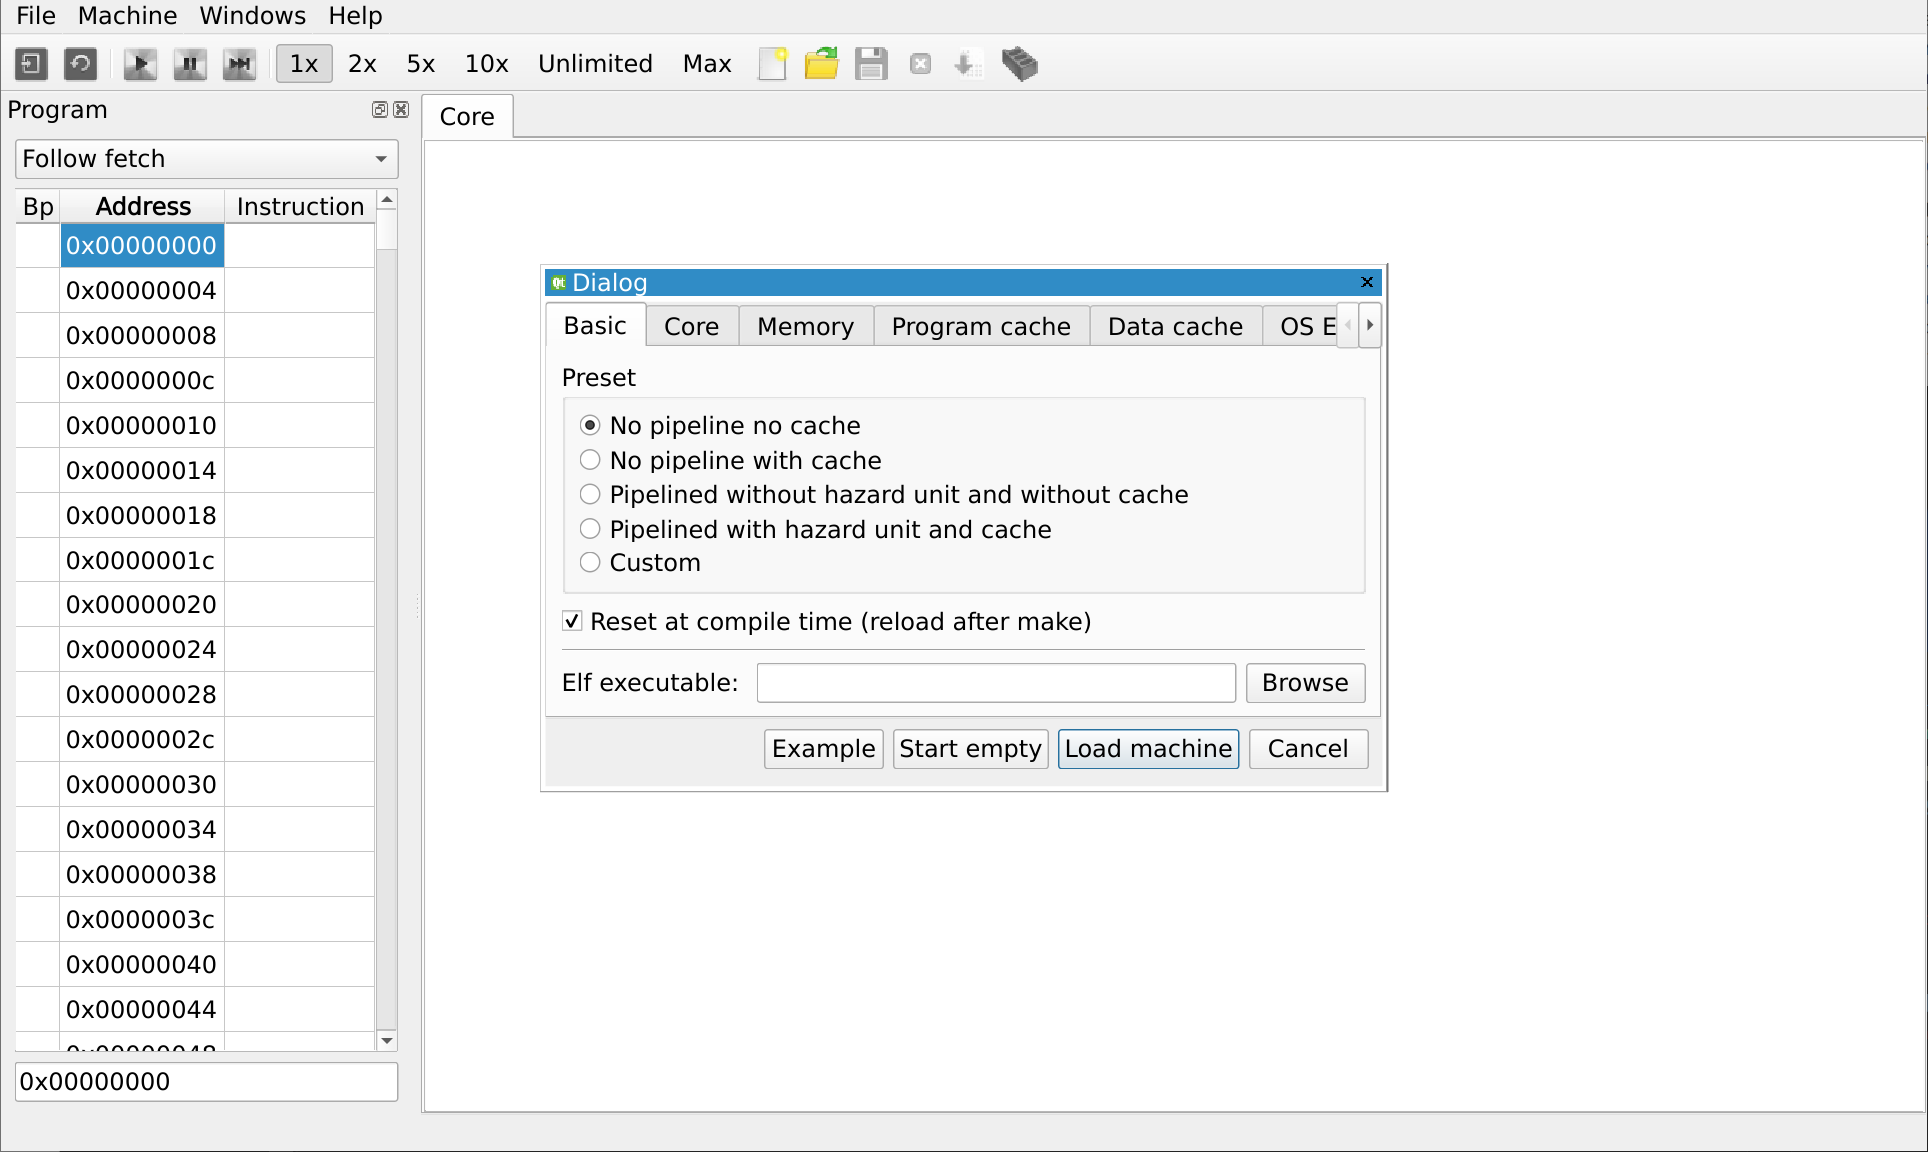 File Machine Windows Help
1x 2x 5x 10x Unlimited Max
Program
Core
Follow fetch
Bp Address Instruction
0x00000000
0x00000004
0x00000008
0x0000000c
0x00000010
0x00000014
0x00000018
0x0000001c
0x00000020
0x00000024
0x00000028
0x0000002c
0x00000030
0x00000034
0x00000038
0x0000003c
0x00000040
0x00000044
0x00000048
0x00000000
Dialog
Basic Core Memory Program cache Data cache OS E
Preset
No pipeline no cache
No pipeline with cache
Pipelined without hazard unit and without cache
Pipelined with hazard unit and cache
Custom
Reset at compile time (reload after make)
Elf executable: Browse
Example Start empty Load machine Cancel